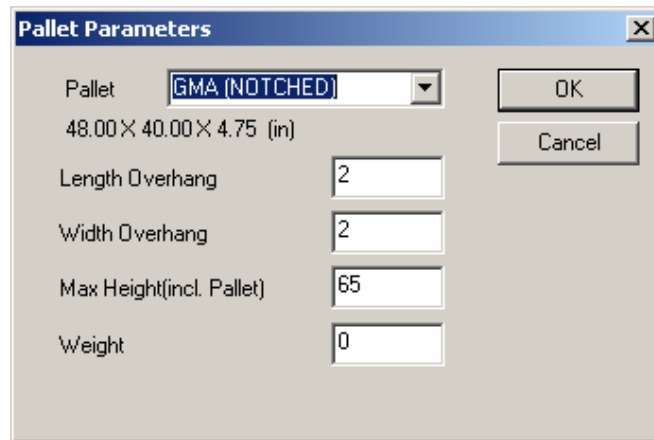 Pallet Parameters
Pallet GMA (NOTCHED) OK
48.00 X 40.00 X 4.75 (in) Cancel
Length Overhang 2
Width Overhang 2
Max Height(incl. Pallet) 65
Weight 0